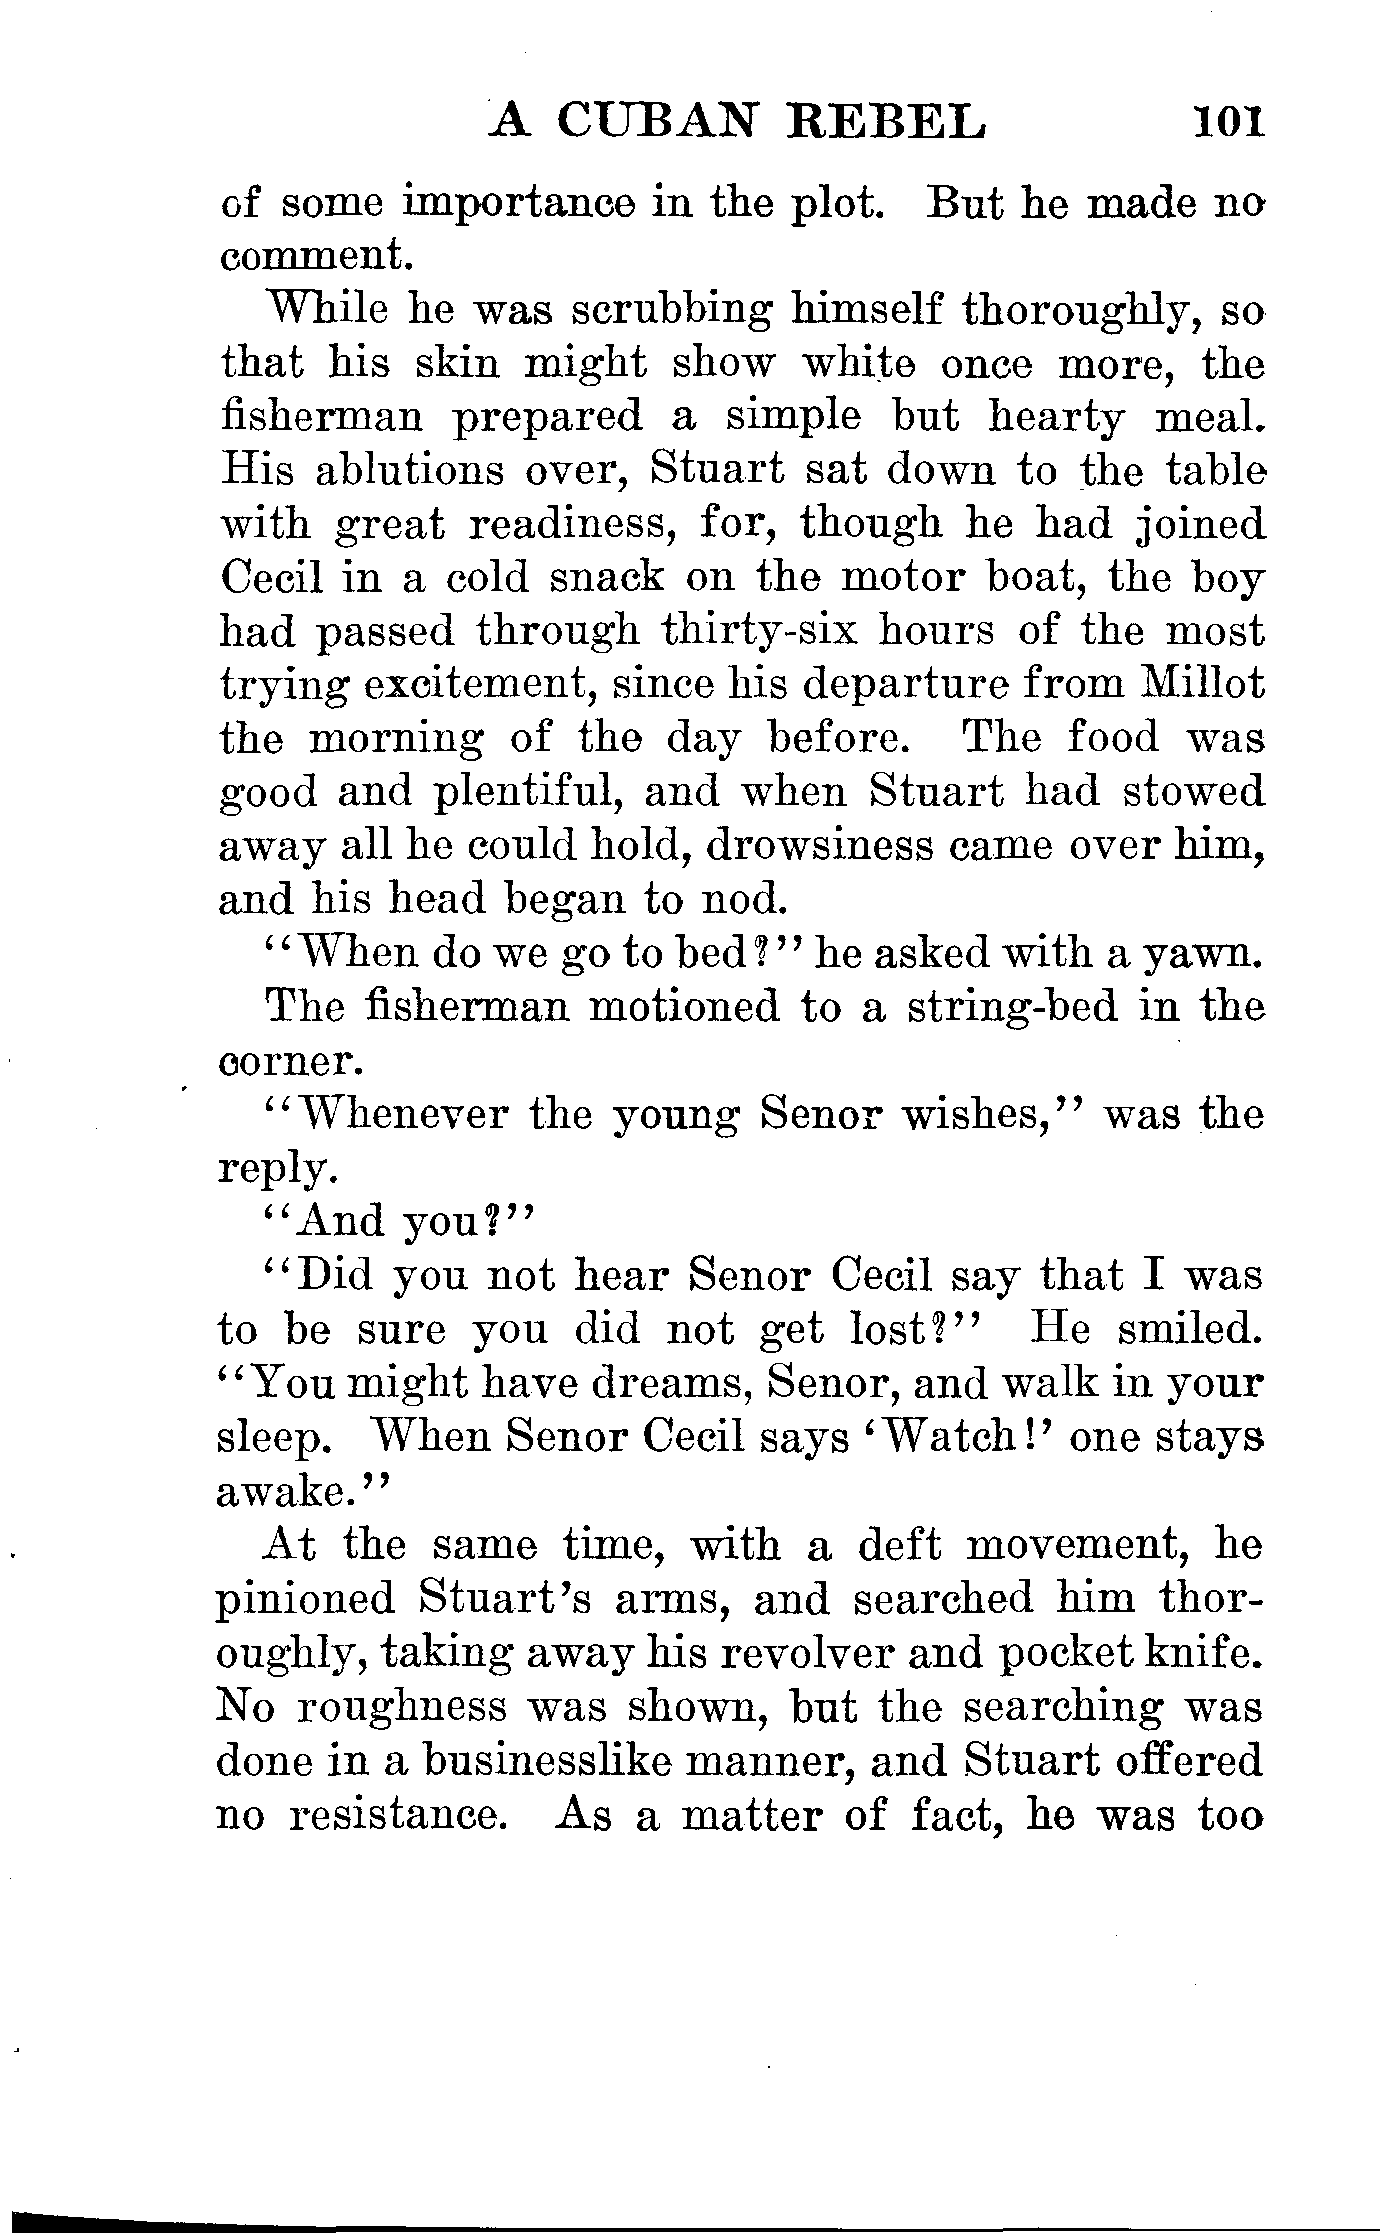 A CUBAN REBEL 101
of some importance in the plot. But he made no
comment.
While he was scrubbing himself thoroughly, so
that his skin might show white once more, the
fisherman prepared a simple but hearty meal.
His ablutions over, Stuart sat down to the table
with great readiness, for, though he had joined
Cecil in a cold snack on the motor boat, the boy
had passed through thirty-six hours of the most
trying excitement, since his departure from Millot
the morning of the day before. The food was
good and plentiful, and when Stuart had stowed
away all he could hold, drowsiness came over him,
and his head began to nod.
"When do we go to bed?" he asked with a yawn.
The fisherman motioned to a string-bed in the
corner.
"Whenever the young Senor wishes," was the
reply.
"And you?"
"Did you not hear Senor Cecil say that I was
to be sure you did not get lost?" He smiled.
"You might have dreams, Senor, and walk in your
sleep. When Senor Cecil says 'Watch!' one stays
awake."
At the same time, with a deft movement, he
pinioned Stuart's arms, and searched him thor-
oughly, taking away his revolver and pocket knife.
No roughness was shown, but the searching was
done in a businesslike manner, and Stuart offered
no resistance. As a matter of fact, he was too